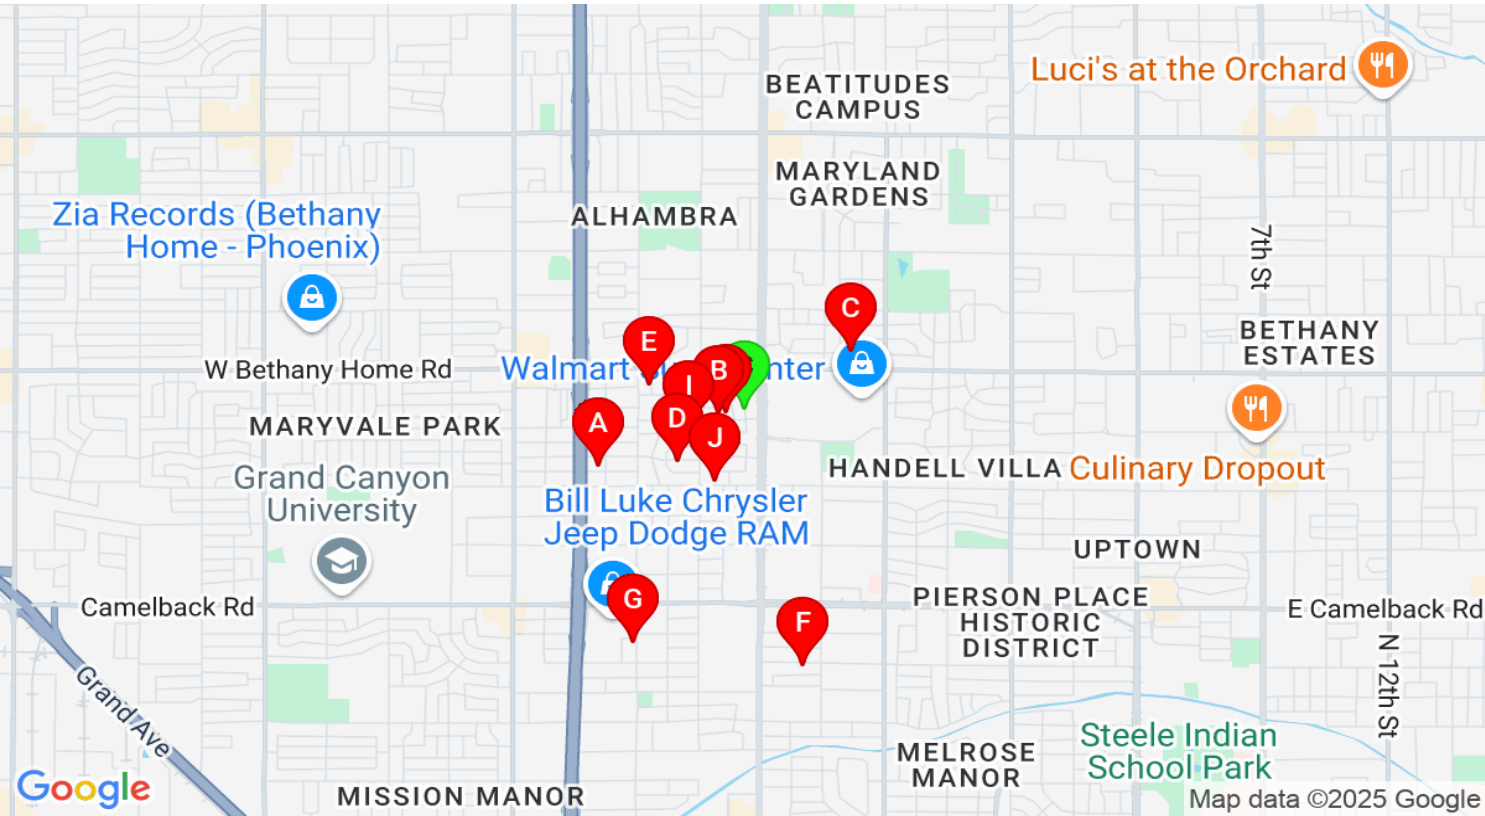 BEATITUDES
CAMPUS
Luci's at the Orchard
MARYLAND
GARDENS
Zia Records (Bethany
Home - Phoenix)
ALHAMBRA
7th St
C
E
BETHANY
ESTATES
W Bethany Home Rd
Walmart
nter
B
I
A
D
J
MARYVALE PARK
Grand Canyon
University
HANDELL VILLA
Culinary Dropout
Bill Luke Chrysler
Jeep Dodge RAM
UPTOWN
Camelback Rd
G
F
PIERSON PLACE
HISTORIC
DISTRICT
E Camelback Rd
N 12th St
Grand Ave
MELROSE
MANOR
Steele Indian
School Park
Google
MISSION MANOR
Map data ©2025 Google